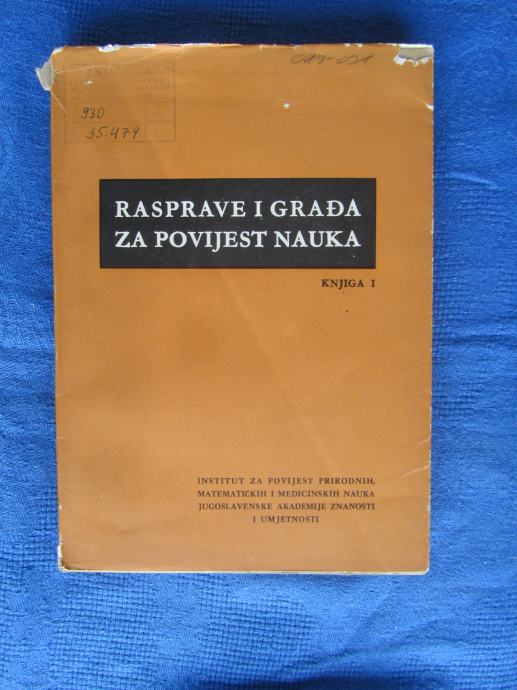 089-091
930
35.479
RASPRAVE I GRAĐA
ZA POVIJEST NAUKA
KNJIGA I
INSTITUT ZA POVIJEST PRIRODNIH,
MATEMATIČKIH I MEDICINSKIH NAUKA
JUGOSLAVENSKE AKADEMIJE ZNANOSTI
I UMJETNOSTI